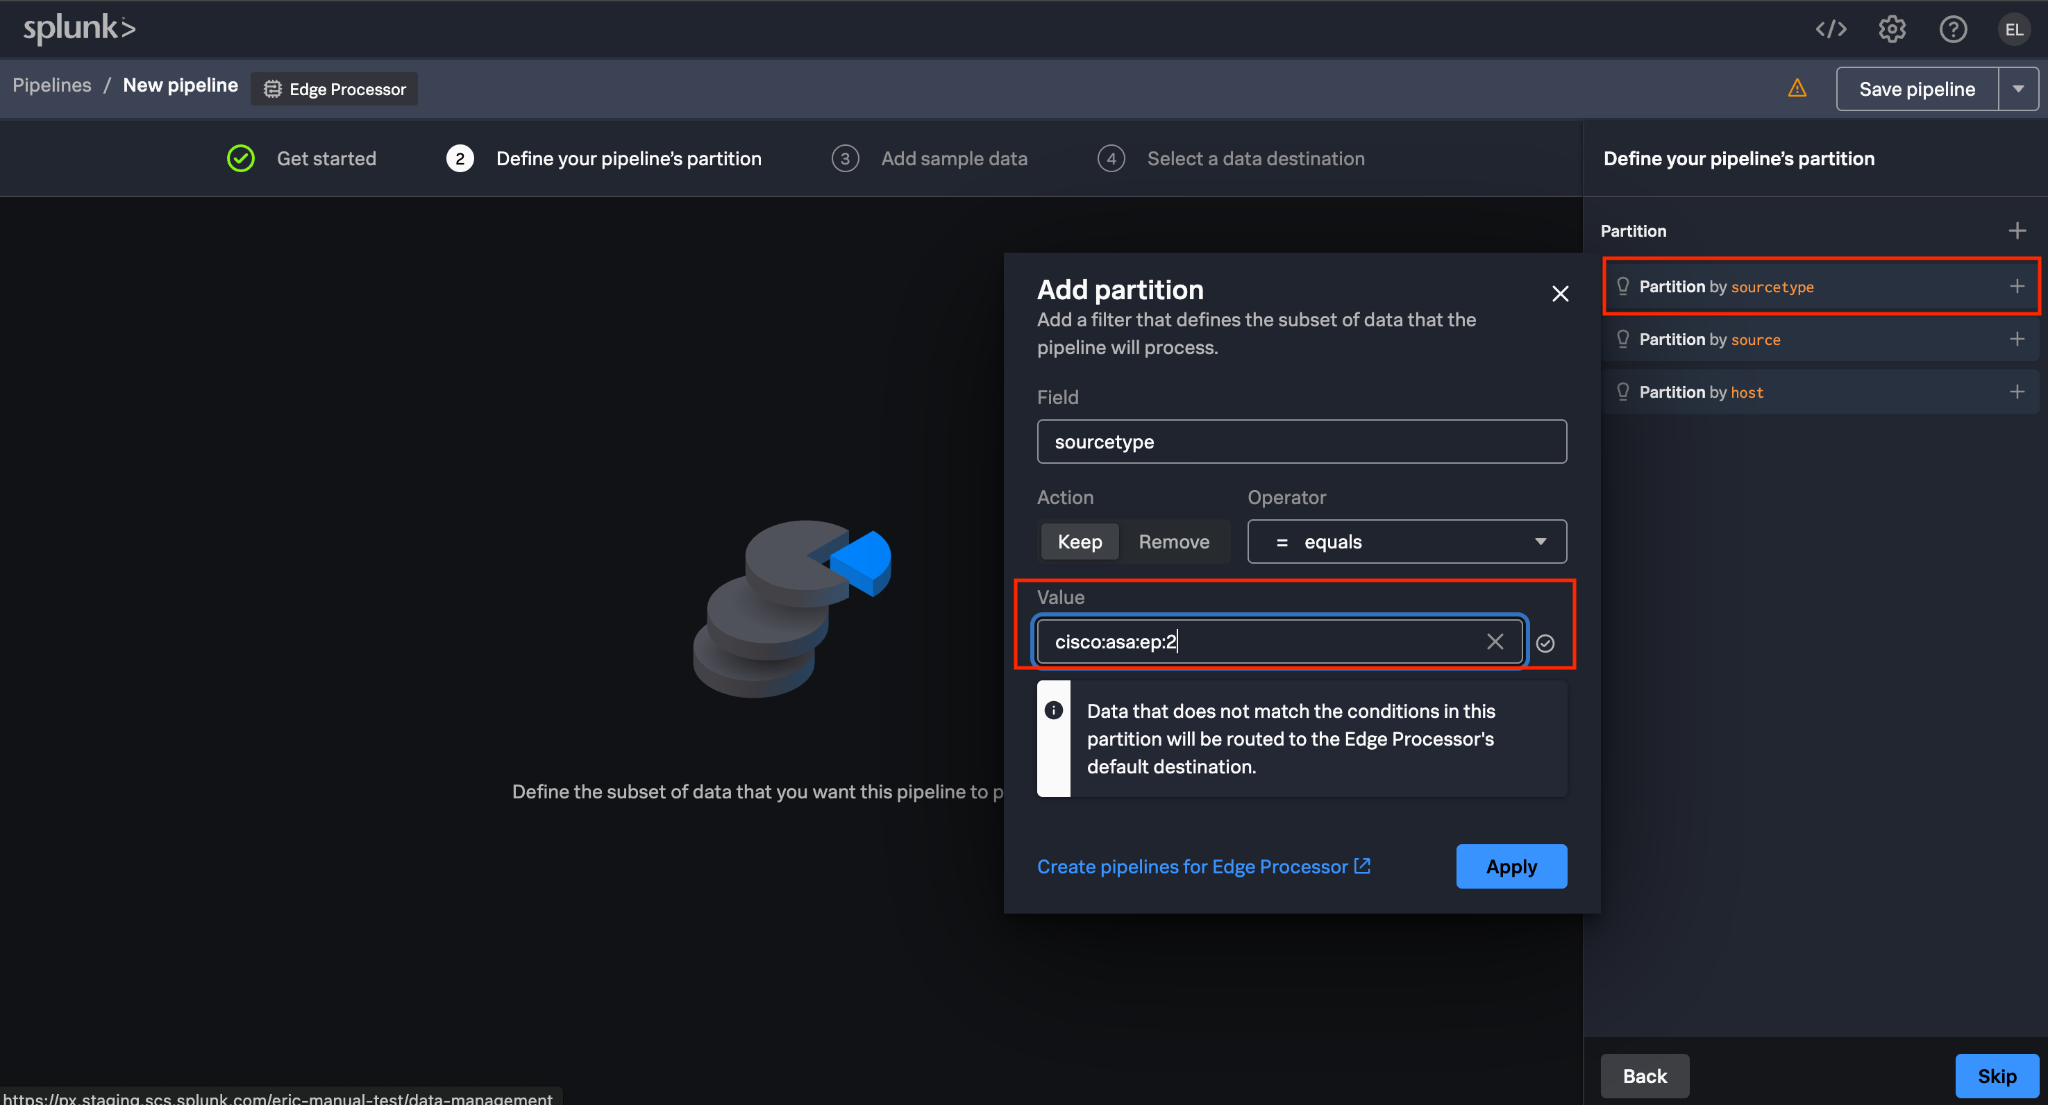 splunk>
EL
Pipelines / New pipeline
Edge Processor
Save pipeline
Get started
2 Define your pipeline's partition
3 Add sample data
4 Select a data destination
Define your pipeline's partition
Partition
Partition by sourcetype
Partition by source
Partition by host
Add partition
Add a filter that defines the subset of data that the
pipeline will process.
Field
sourcetype
Action
Operator
Keep
Remove
= equals
Value
cisco:asa:ep:2
Data that does not match the conditions in this
partition will be routed to the Edge Processor's
default destination.
Define the subset of data that you want this pipeline to p
Create pipelines for Edge Processor
Apply
Back
Skip
https://px.staging.scs.splunk.com/eric-manual-test/data-management